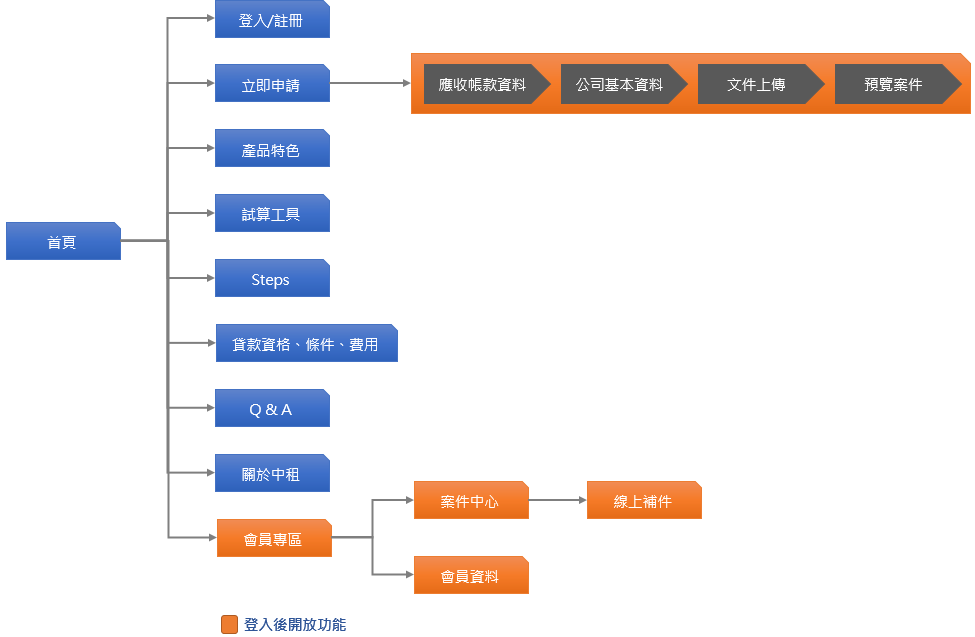 登入/註冊
立即申請
應收帳款資料
公司基本資料
文件上傳
預覽案件
產品特色
試算工具
首頁
Steps
貸款資格、條件、費用
Q & A
關於中租
案件中心
線上補件
會員專區
會員資料
登入後開放功能